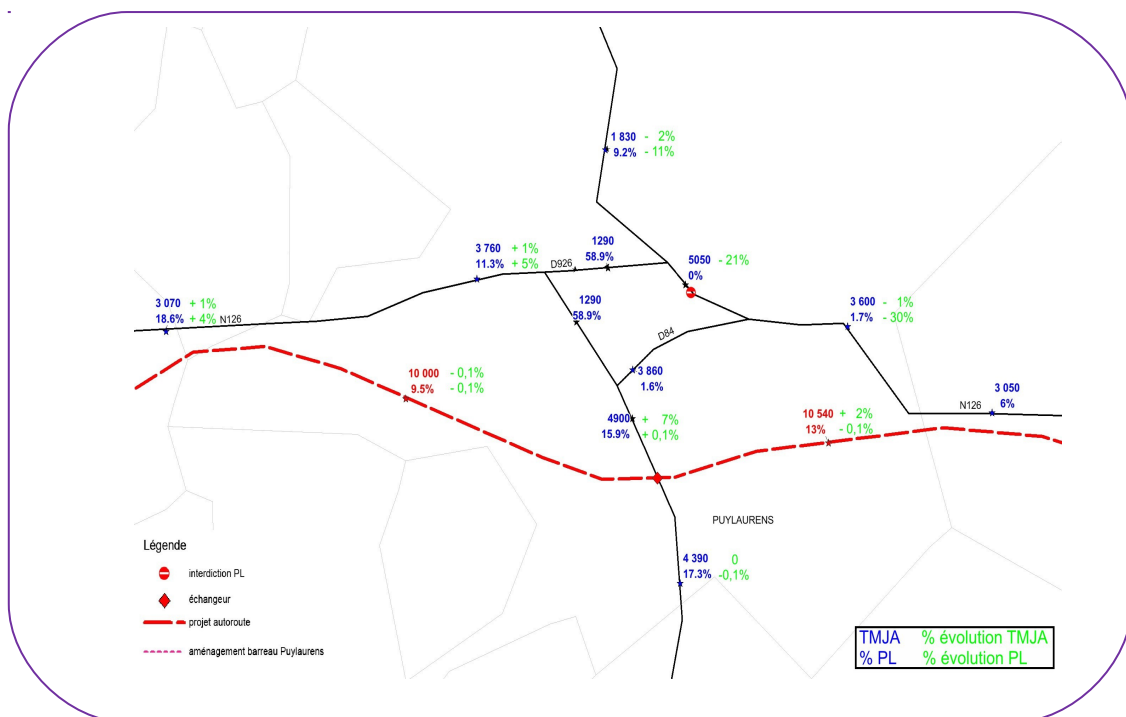 1 830 - 2%
9.2% - 11%
3 760 + 1%
11.3% + 5%
D926
1290
58.9%
5050 - 21%
0%
3 070 + 1%
18.6% + 4%
N126
1290
58.9%
3 600 - 1%
1.7% - 30%
D84
3 860
1.6%
10 000 - 0,1%
9.5% - 0,1%
3 050
6%
N126
4900 + 7%
15.9% + 0,1%
10 540 + 2%
13% - 0,1%
PUYLAURENS
4 390 0
17.3% -0,1%
Légende
interdiction PL
échangeur
projet autoroute
aménagement barreau Puylaurens
TMJA % évolution TMJA
% PL % évolution PL